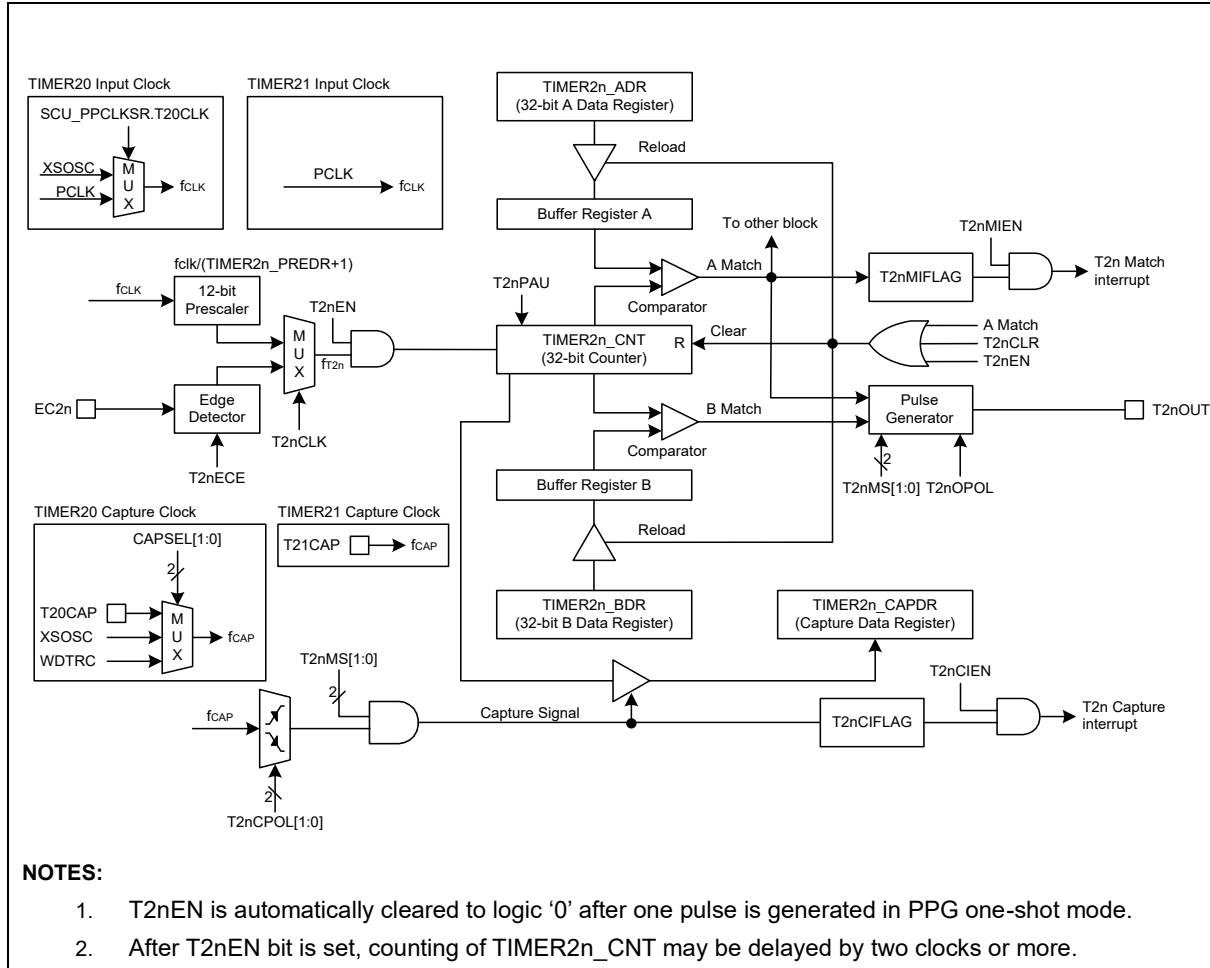 TIMER20 Input Clock
SCU_PPCLKSR.T20CLK
XSOSC
PCLK
M
U
X
fCLK
TIMER21 Input Clock
PCLK
fCLK
TIMER2n_ADR
(32-bit A Data Register)
Reload
Buffer Register A
To other block
A Match
Comparator
T2nMIFLAG
T2nMIEN
T2n Match
interrupt
fclk/(TIMER2n_PREDR+1)
fCLK
12-bit
Prescaler
T2nEN
M
U
X
fT2n
T2nPAU
TIMER2n_CNT
(32-bit Counter)
R
Clear
A Match
T2nCLR
T2nEN
EC2n
Edge
Detector
T2nCLK
T2nECE
B Match
Comparator
Pulse
Generator
T2nOUT
2
T2nMS[1:0]
T2nOPOL
Buffer Register B
Reload
TIMER2n_BDR
(32-bit B Data Register)
TIMER2n_CAPDR
(Capture Data Register)
TIMER20 Capture Clock
CAPSEL[1:0]
2
T20CAP
XSOSC
WDTRC
M
U
X
fCAP
TIMER21 Capture Clock
T21CAP
fCAP
T2nMS[1:0]
2
fCAP
2
T2nCPOL[1:0]
Capture Signal
T2nCIFLAG
T2nCIEN
T2n Capture
interrupt
NOTES:
1. T2nEN is automatically cleared to logic ‘0’ after one pulse is generated in PPG one-shot mode.
2. After T2nEN bit is set, counting of TIMER2n_CNT may be delayed by two clocks or more.